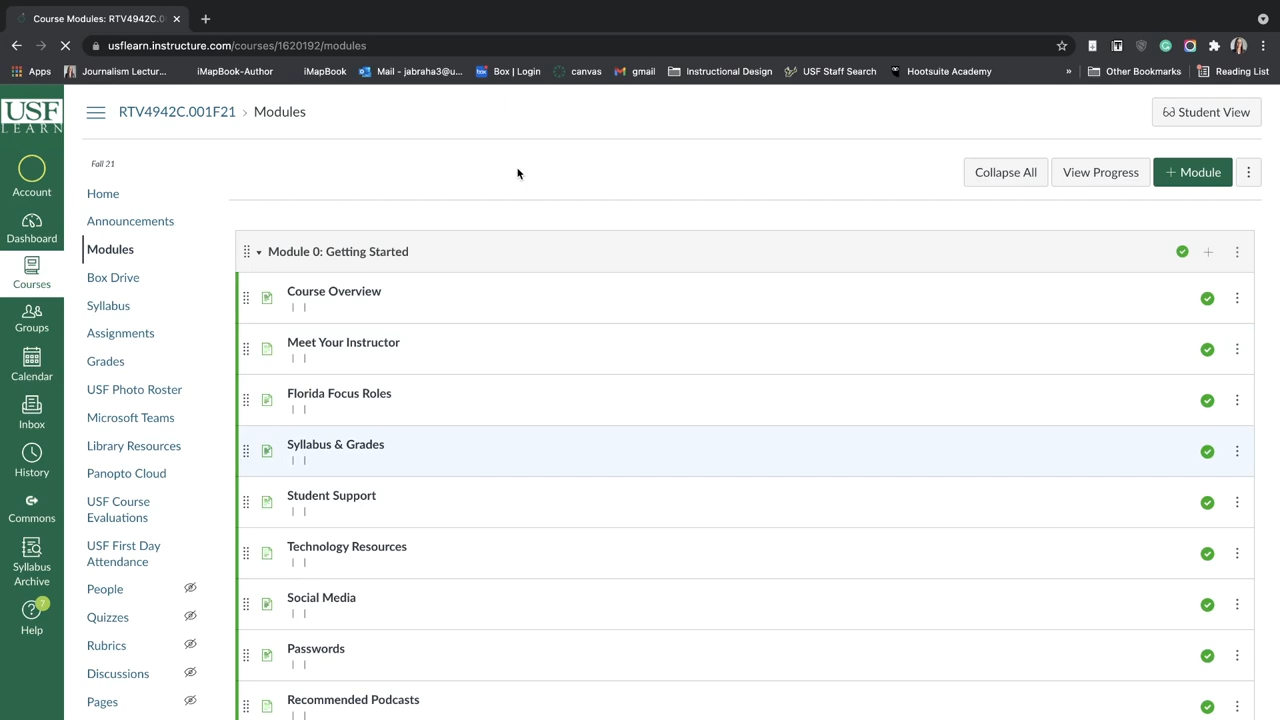 Course Modules: RTV4942C.0
usflearn.instructure.com/courses/1620192/modules
Apps
Journalism Lectur...
iMapBook-Author
iMapBook
Mail - jabraha3@u...
Box | Login
canvas
gmail
Instructional Design
USF Staff Search
Hootsuite Academy
»
Other Bookmarks
Reading List
USF
LEARN
RTV4942C.001F21 › Modules
Student View
Fall 21
Collapse All
View Progress
+ Module
Account
Dashboard
Courses
Groups
Calendar
Inbox
History
Commons
Syllabus
Archive
7
Help
Home
Announcements
Modules
Box Drive
Syllabus
Assignments
Grades
USF Photo Roster
Microsoft Teams
Library Resources
Panopto Cloud
USF Course
Evaluations
USF First Day
Attendance
People
Quizzes
Rubrics
Discussions
Pages
Module 0: Getting Started
Course Overview
| |
Meet Your Instructor
| |
Florida Focus Roles
| |
Syllabus & Grades
| |
Student Support
| |
Technology Resources
| |
Social Media
| |
Passwords
| |
Recommended Podcasts
| |